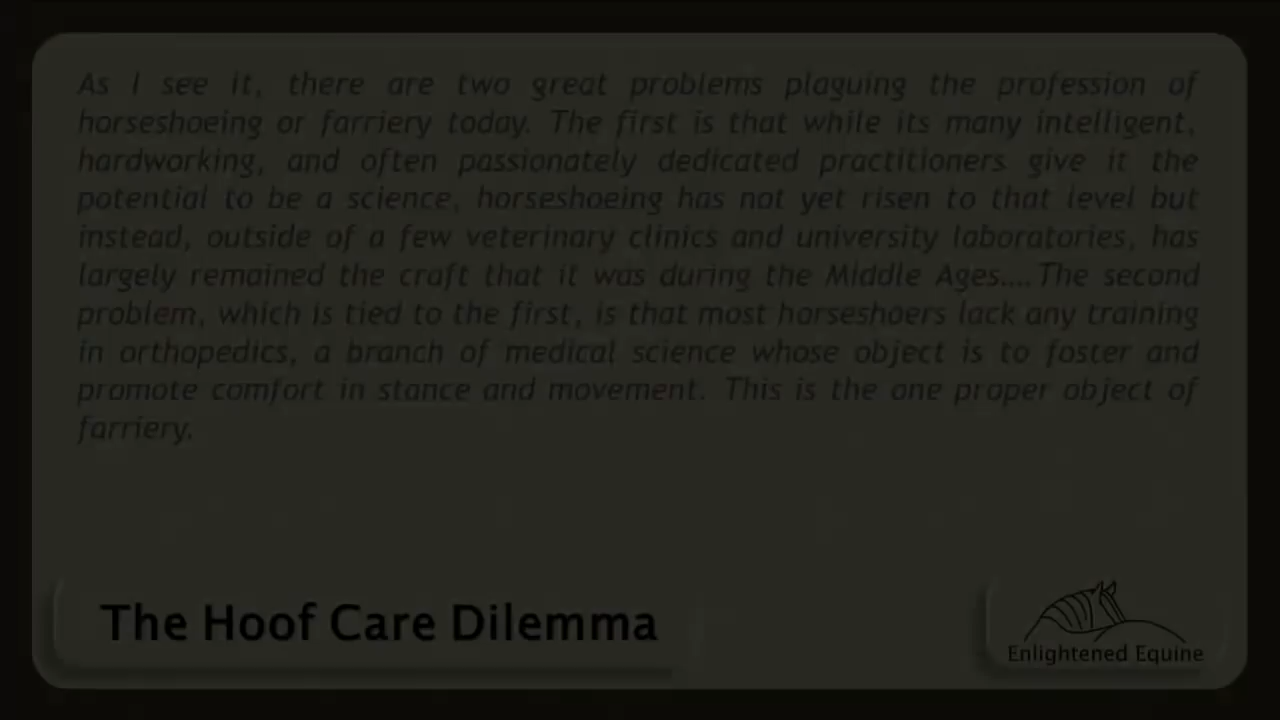 As I see it, there are two great problems plaguing the profession of
horseshoeing or farriery today. The first is that while its many intelligent,
hardworking, and often passionately dedicated practitioners give it the
potential to be a science, horseshoeing has not yet risen to that level but
instead, outside of a few veterinary clinics and university laboratories, has
largely remained the craft that it was during the Middle Ages....The second
problem, which is tied to the first, is that most horseshoers lack any training
in orthopedics, a branch of medical science whose object is to foster and
promote comfort in stance and movement. This is the one proper object of
farriery.
The Hoof Care Dilemma
Enlightened Equine